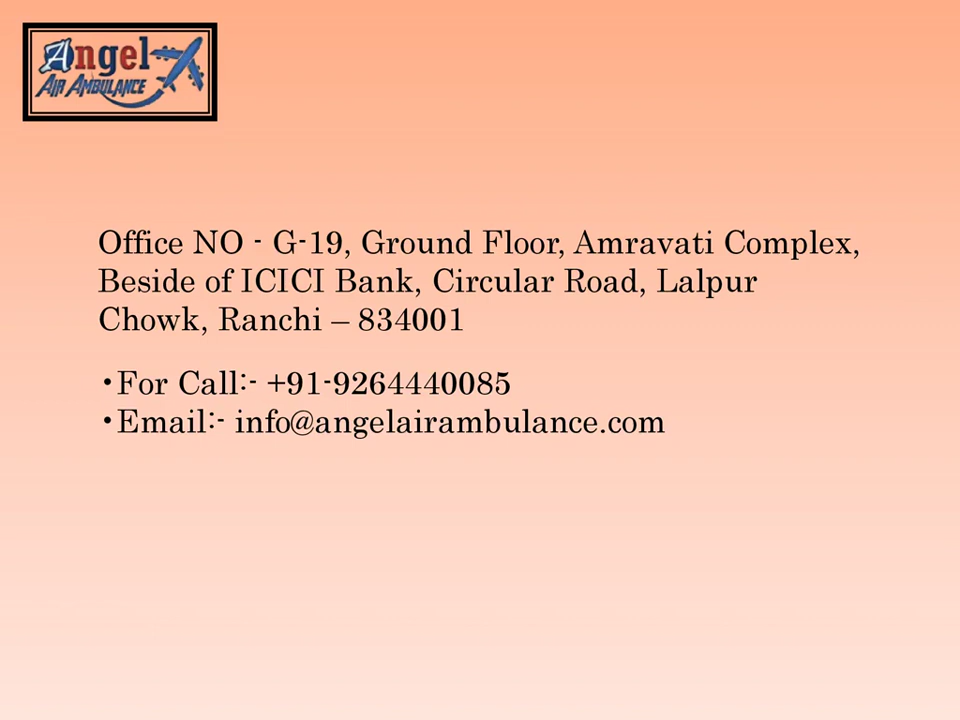 Angel
AIR AMBULANCE
Office NO - G-19, Ground Floor, Amravati Complex,
Beside of ICICI Bank, Circular Road, Lalpur
Chowk, Ranchi – 834001
•For Call:- +91-9264440085
•Email:- info@angelairambulance.com